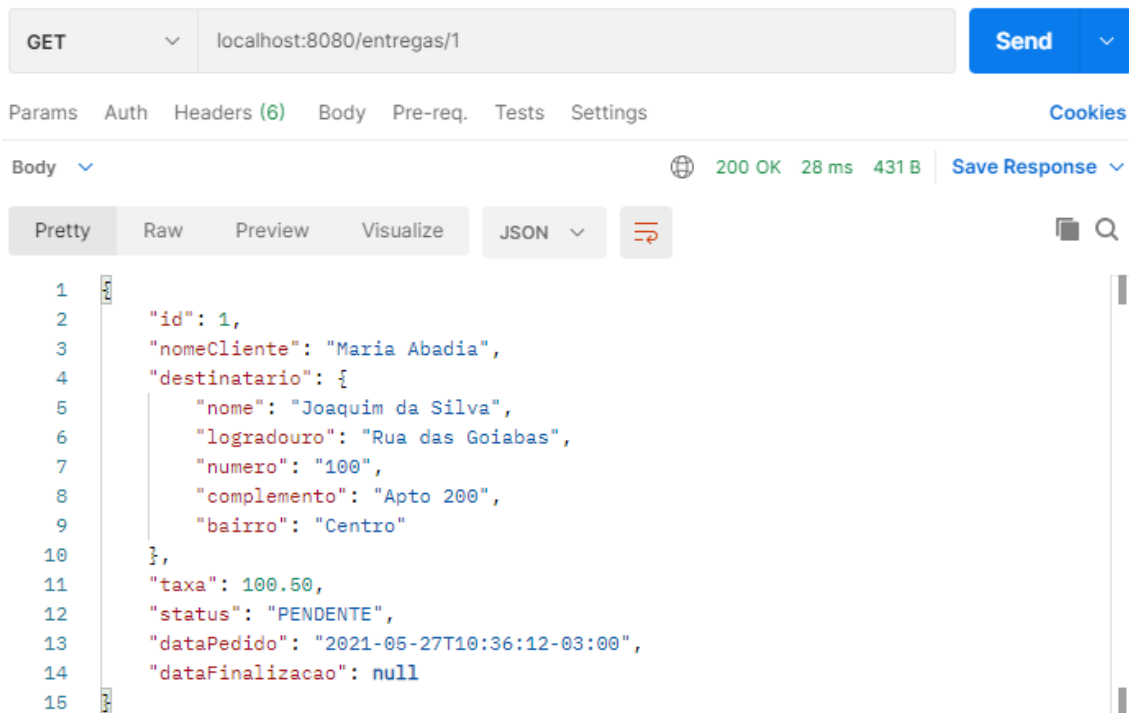 GET localhost:8080/entregas/1 Send
Params Auth Headers (6) Body Pre-req. Tests Settings Cookies
Body 200 OK 28 ms 431 B Save Response
Pretty Raw Preview Visualize JSON
1 {
2 "id": 1,
3 "nomeCliente": "Maria Abadia",
4 "destinatario": {
5 "nome": "Joaquim da Silva",
6 "logradouro": "Rua das Goiabas",
7 "numero": "100",
8 "complemento": "Apto 200",
9 "bairro": "Centro"
10 },
11 "taxa": 100.50,
12 "status": "PENDENTE",
13 "dataPedido": "2021-05-27T10:36:12-03:00",
14 "dataFinalizacao": null
15 }